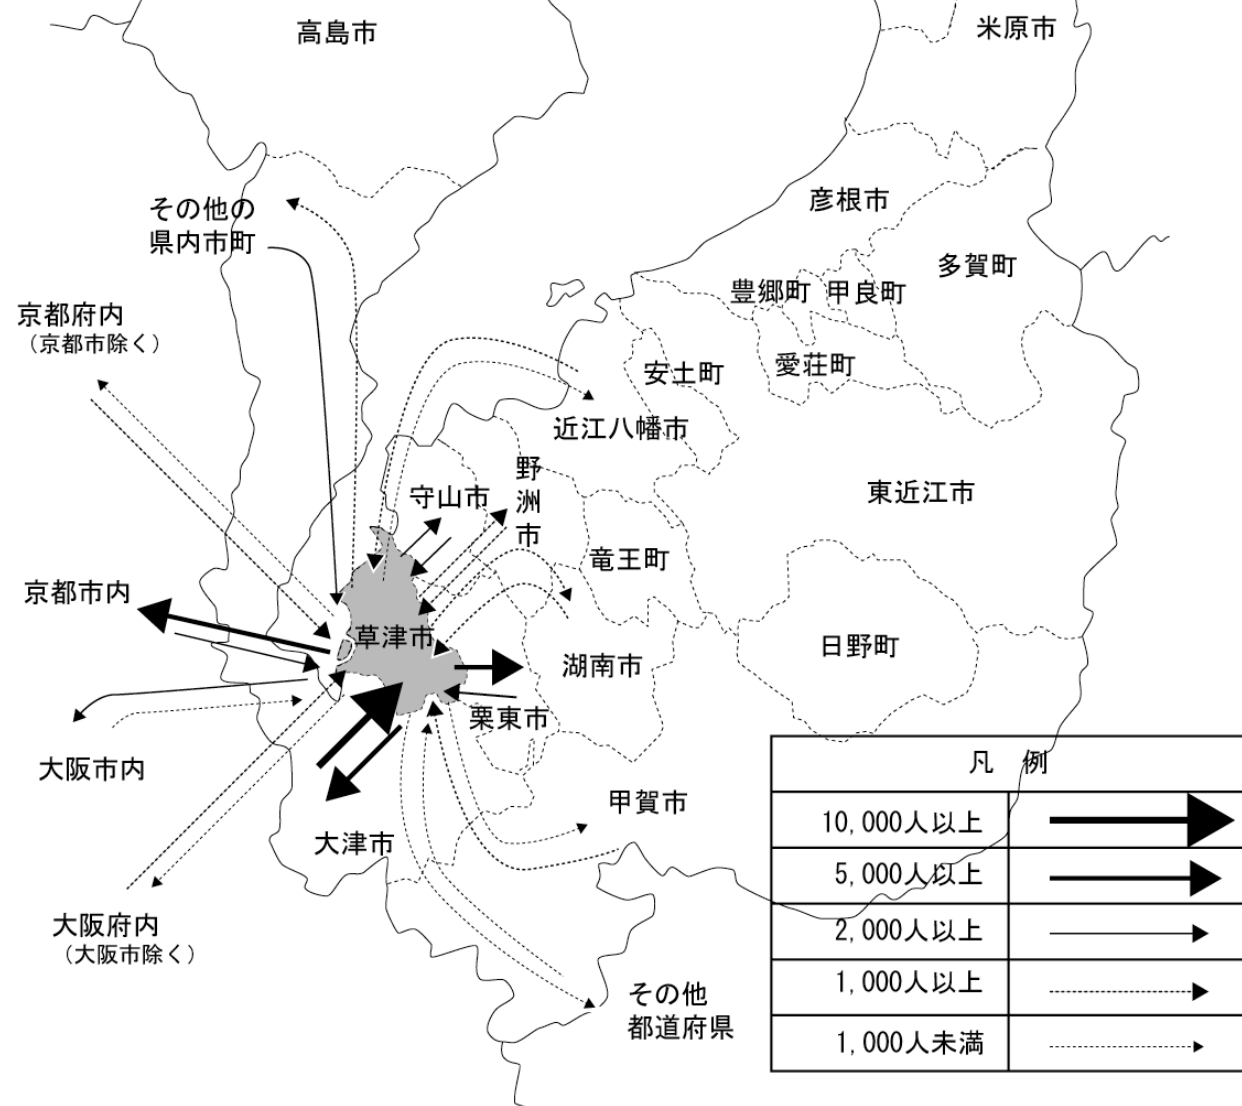 高島市
米原市
その他の
県内市町
彦根市
多賀町
豊郷町
甲良町
京都府内
（京都市除く）
安土町
愛荘町
近江八幡市
野洲市
守山市
東近江市
竜王町
京都市内
草津市
湖南市
日野町
栗東市
大阪市内
甲賀市
大津市
大阪府内
（大阪市除く）
その他
都道府県
凡 例
10,000人以上
5,000人以上
2,000人以上
1,000人以上
1,000人未満